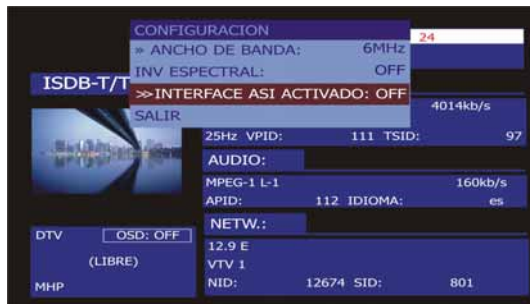 CONFIGURACION
24
» ANCHO DE BANDA: 6MHz
INV ESPECTRAL: OFF
ISDB-T/T
>>INTERFACE ASI ACTIVADO: OFF
SALIR
4014kb/s
25Hz VPID: 111 TSID: 97
AUDIO:
MPEG-1 L-1 160kb/s
APID: 112 IDIOMA: es
NETW.:
DTV OSD: OFF
(LIBRE)
MHP
12.9 E
VTV 1
NID: 12674 SID: 801